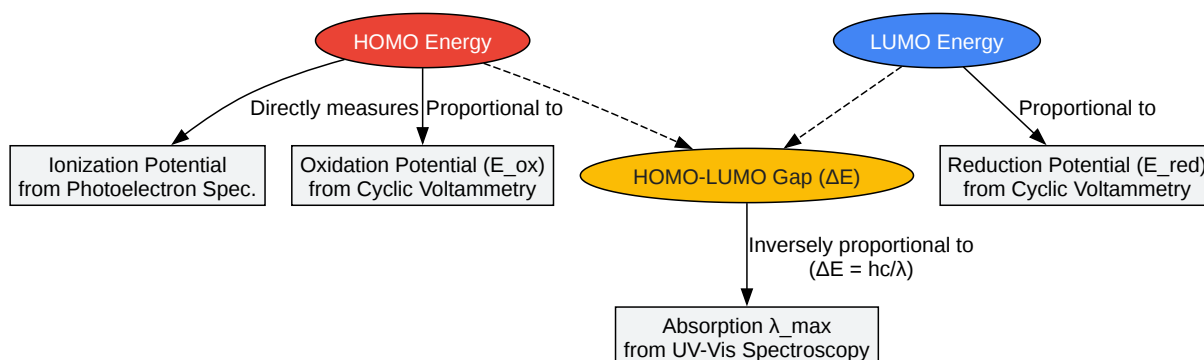 HOMO Energy
LUMO Energy
Directly measures
Proportional to
Proportional to
Ionization Potential
from Photoelectron Spec.
Oxidation Potential (E_ox)
from Cyclic Voltammetry
HOMO-LUMO Gap (ΔE)
Reduction Potential (E_red)
from Cyclic Voltammetry
Inversely proportional to
(ΔE = hc/λ)
Absorption λ_max
from UV-Vis Spectroscopy